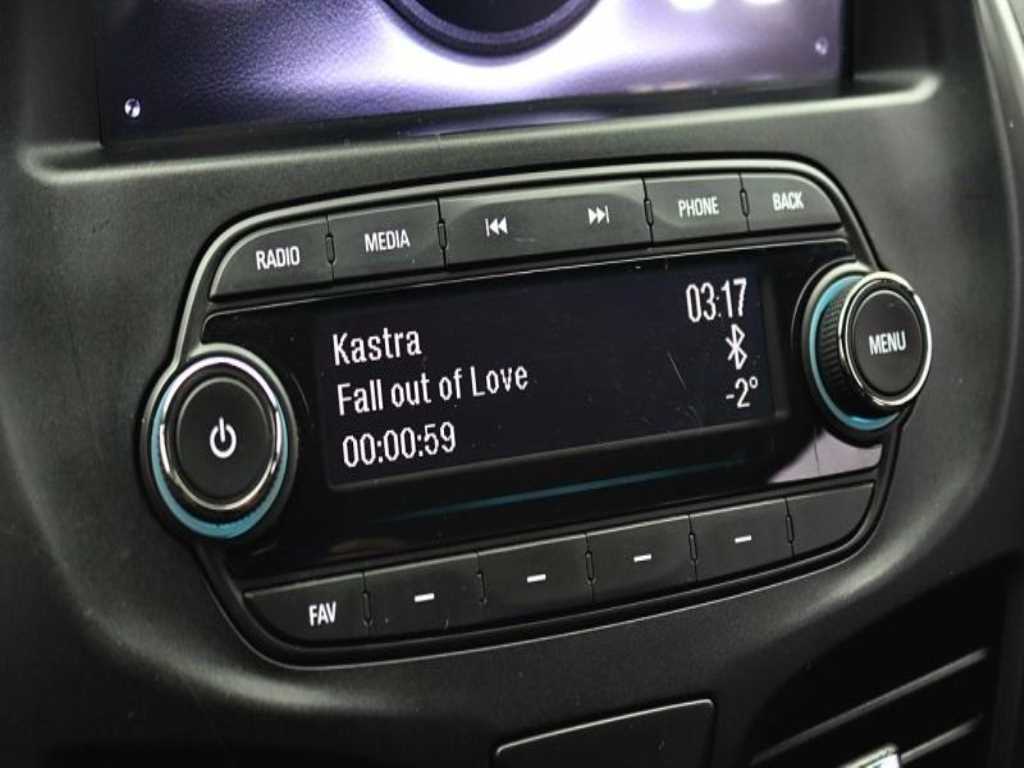 RADIO
MEDIA
PHONE
BACK
Kastra
03:17
Fall out of Love
-2°
00:00:59
MENU
FAV